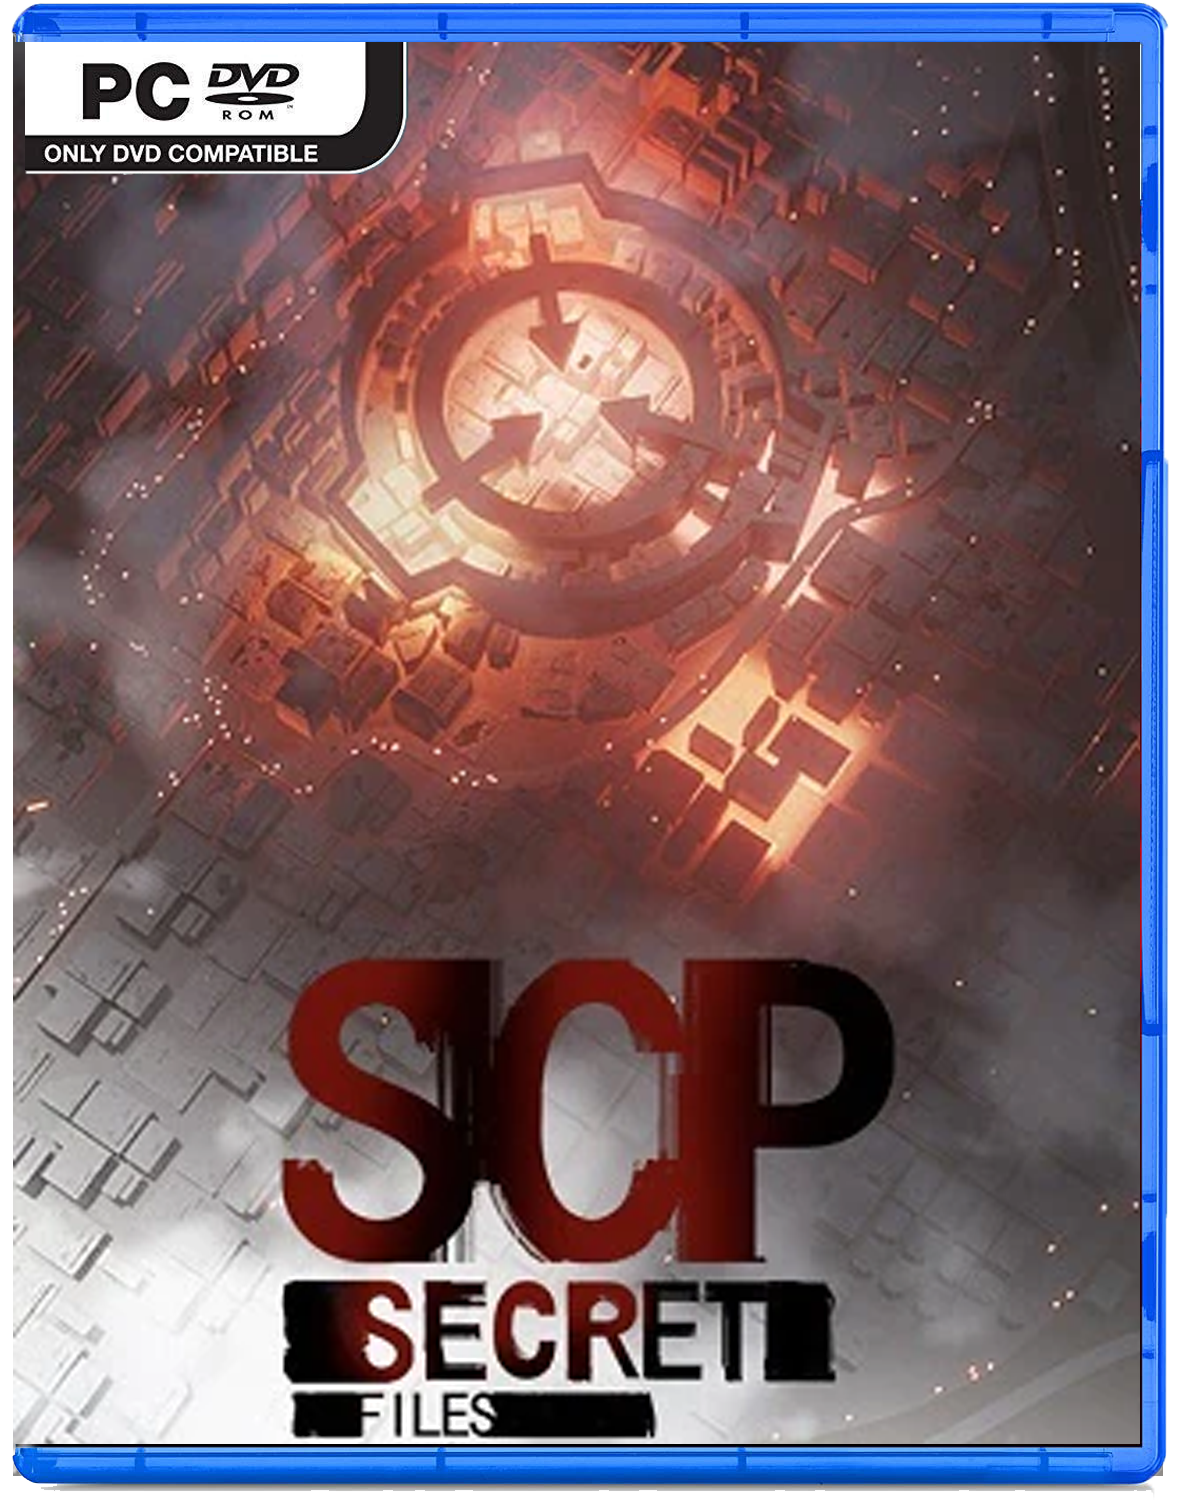 PC DVD
ROM
ONLY DVD COMPATIBLE
SCP
SECRET
FILES